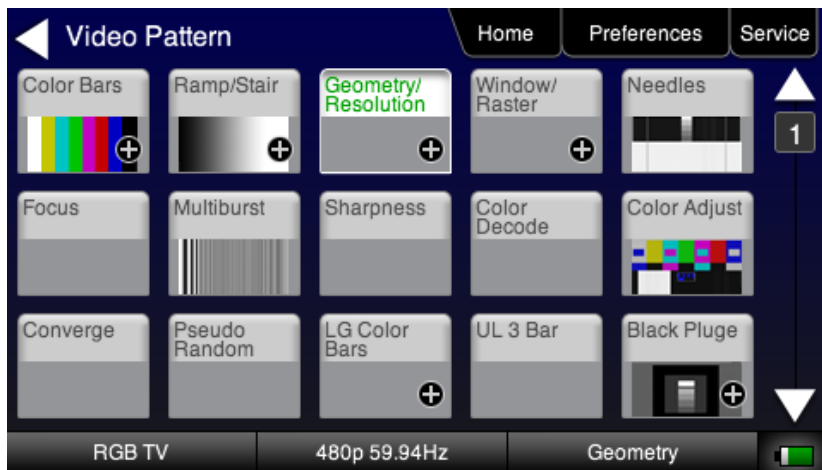 Video Pattern
Home
Preferences
Service
Color Bars
Ramp/Stair
Geometry/
Resolution
Window/
Raster
Needles
1
Focus
Multiburst
Sharpness
Color
Decode
Color Adjust
Converge
Pseudo
Random
LG Color
Bars
UL 3 Bar
Black Pluge
RGB TV
480p 59.94Hz
Geometry